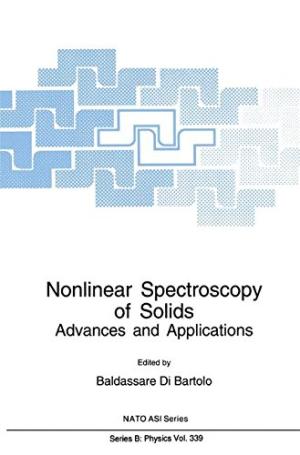 Nonlinear Spectroscopy
of Solids
Advances and Applications
Edited by
Baldassare Di Bartolo
NATO ASI Series
Series B: Physics Vol. 339